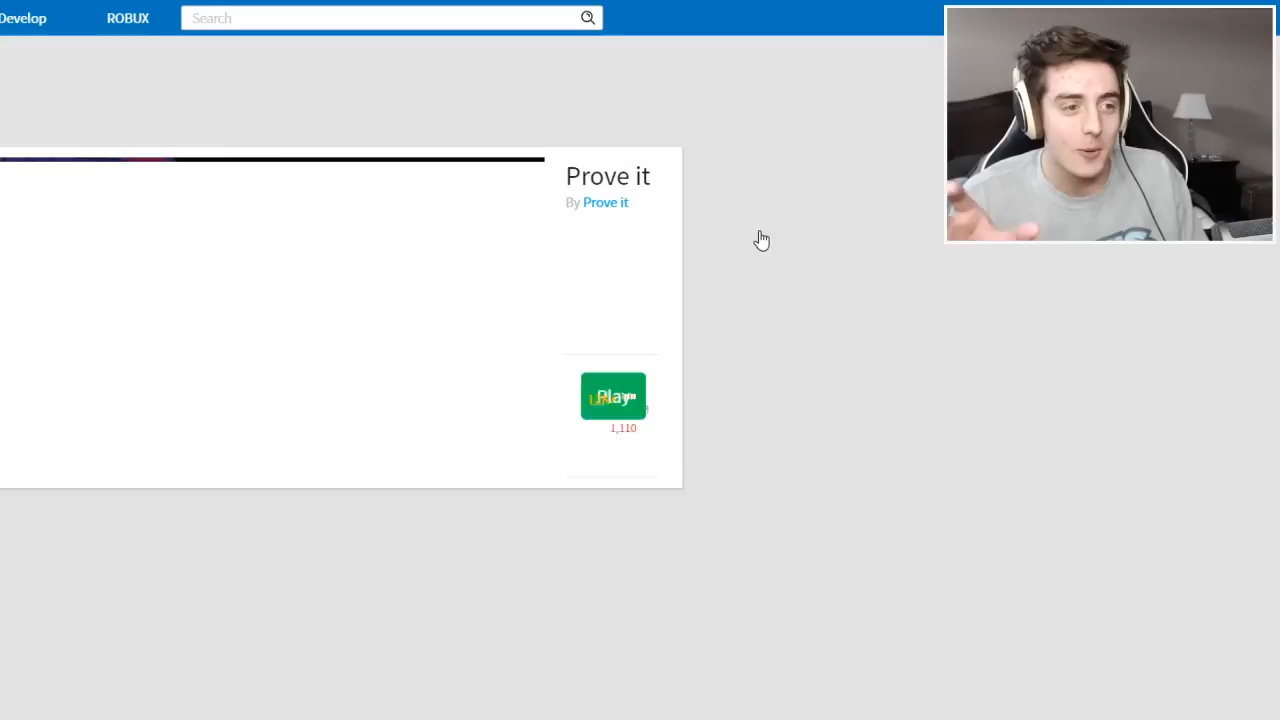 Develop
ROBUX
Search
Prove it
By Prove it
Play
1,110